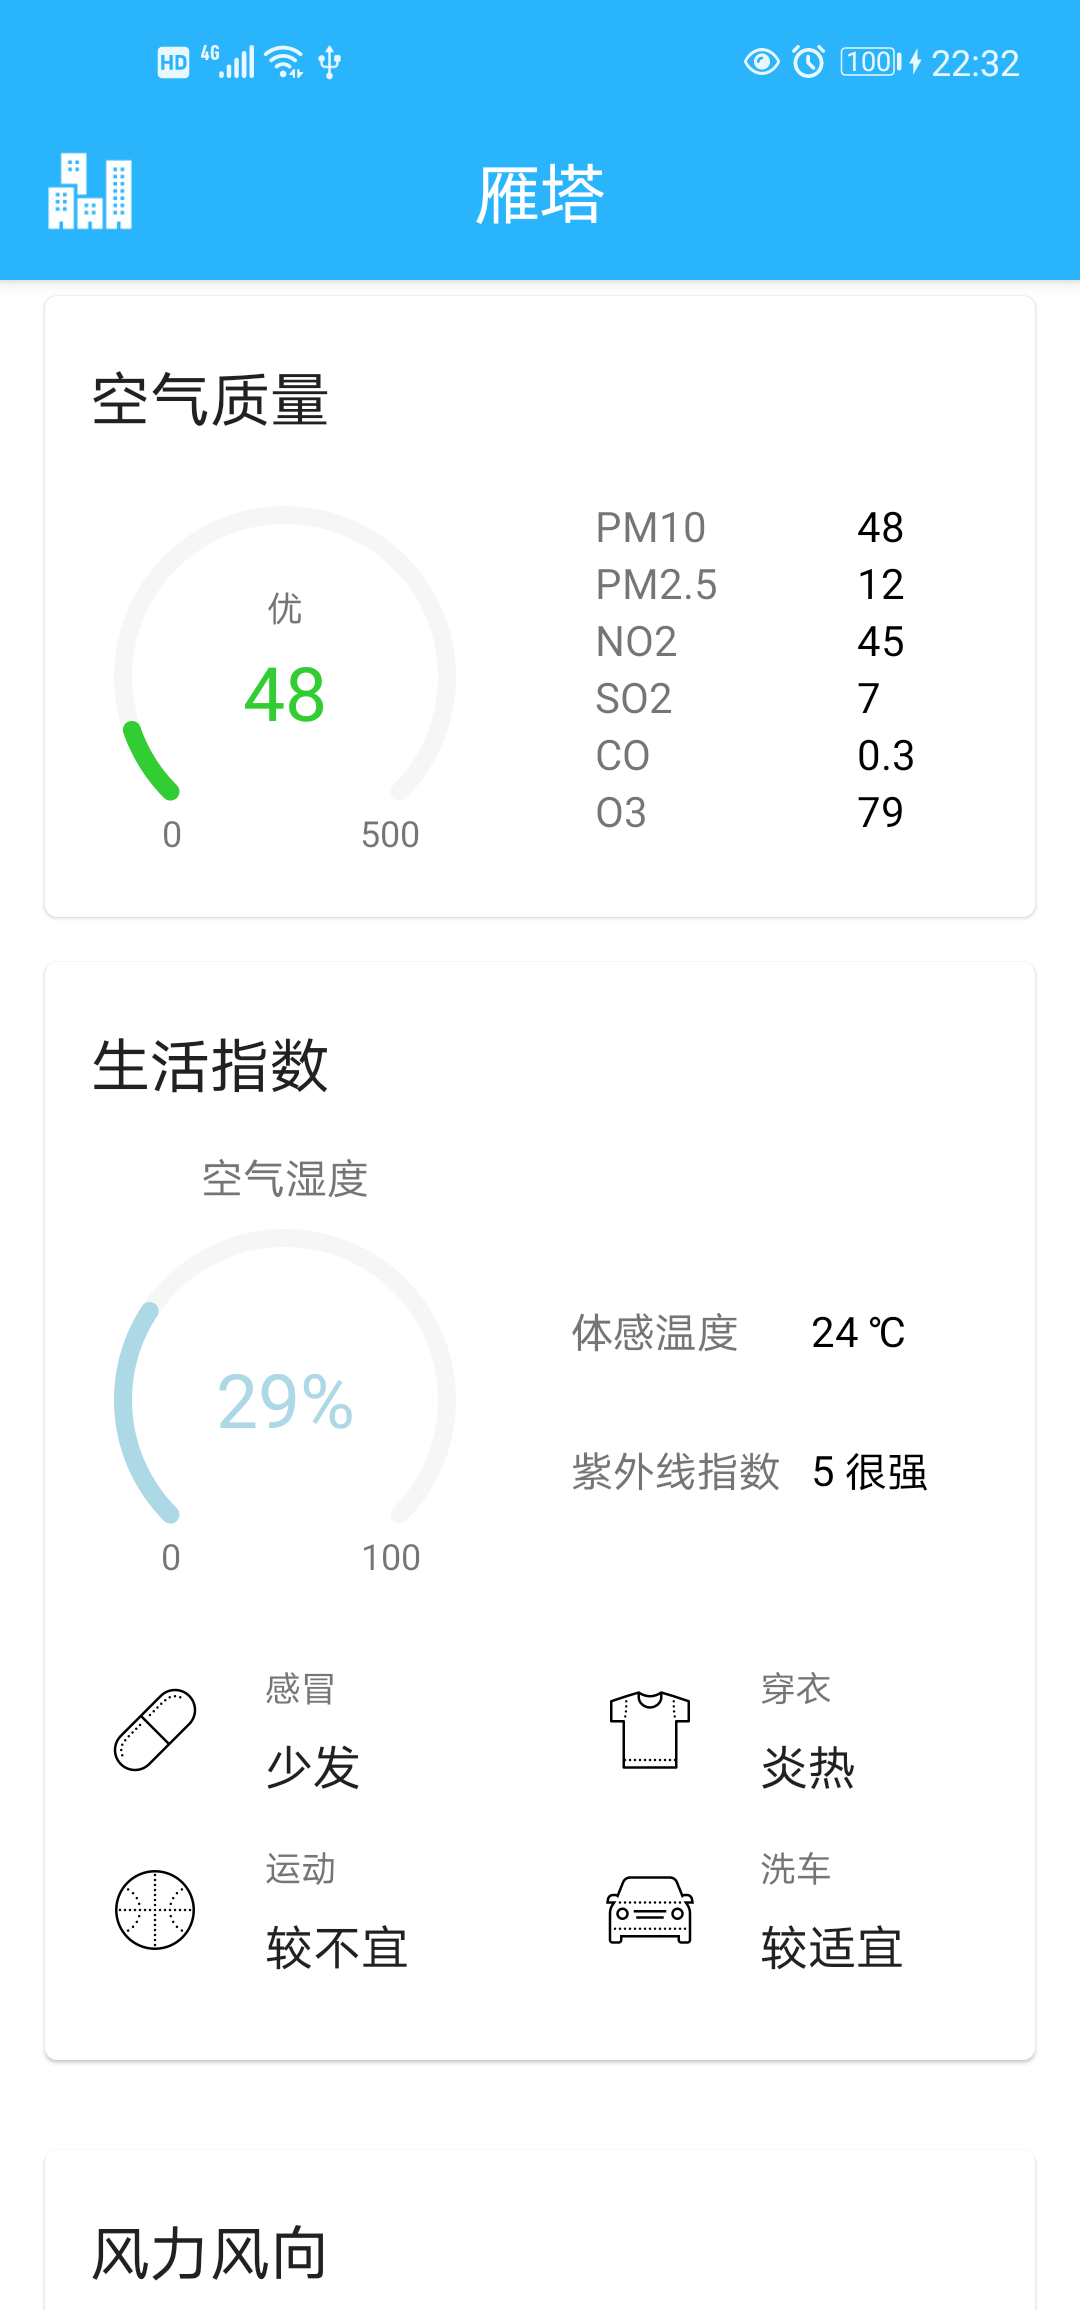 HD 4G 100 22:32
雁塔
空气质量
优
48
0 500
PM10 48
PM2.5 12
NO2 45
SO2 7
CO 0.3
O3 79
生活指数
空气湿度
29%
0 100
体感温度 24 ℃
紫外线指数 5 很强
感冒
少发
穿衣
炎热
运动
较不宜
洗车
较适宜
风力风向